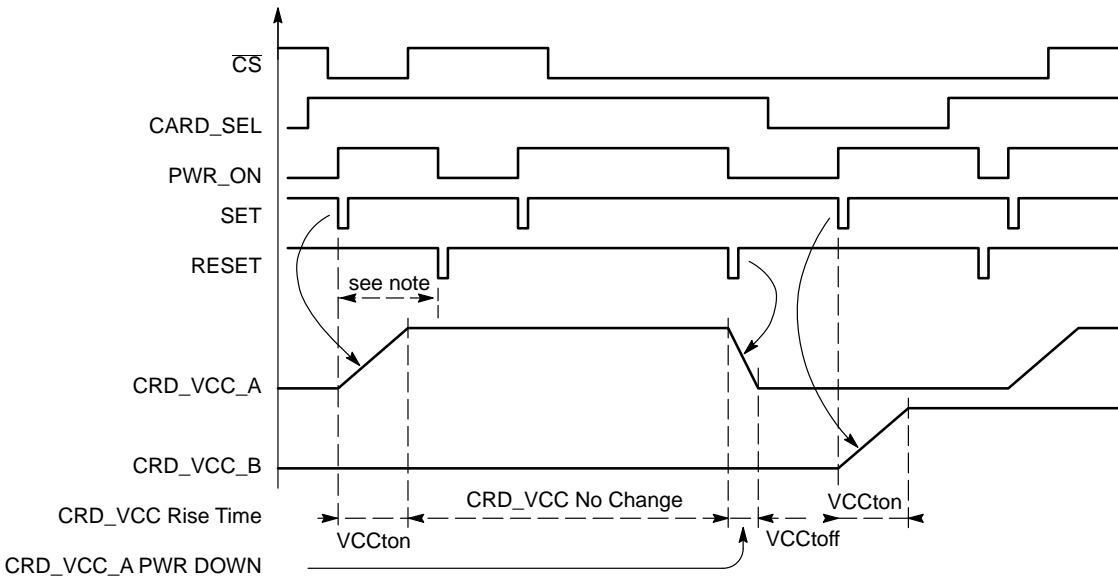 CS
CARD_SEL
PWR_ON
SET
RESET
see note
CRD_VCC_A
CRD_VCC_B
CRD_VCC Rise Time
VCCton
CRD_VCC No Change
VCCtoff
VCCton
CRD_VCC_A PWR DOWN